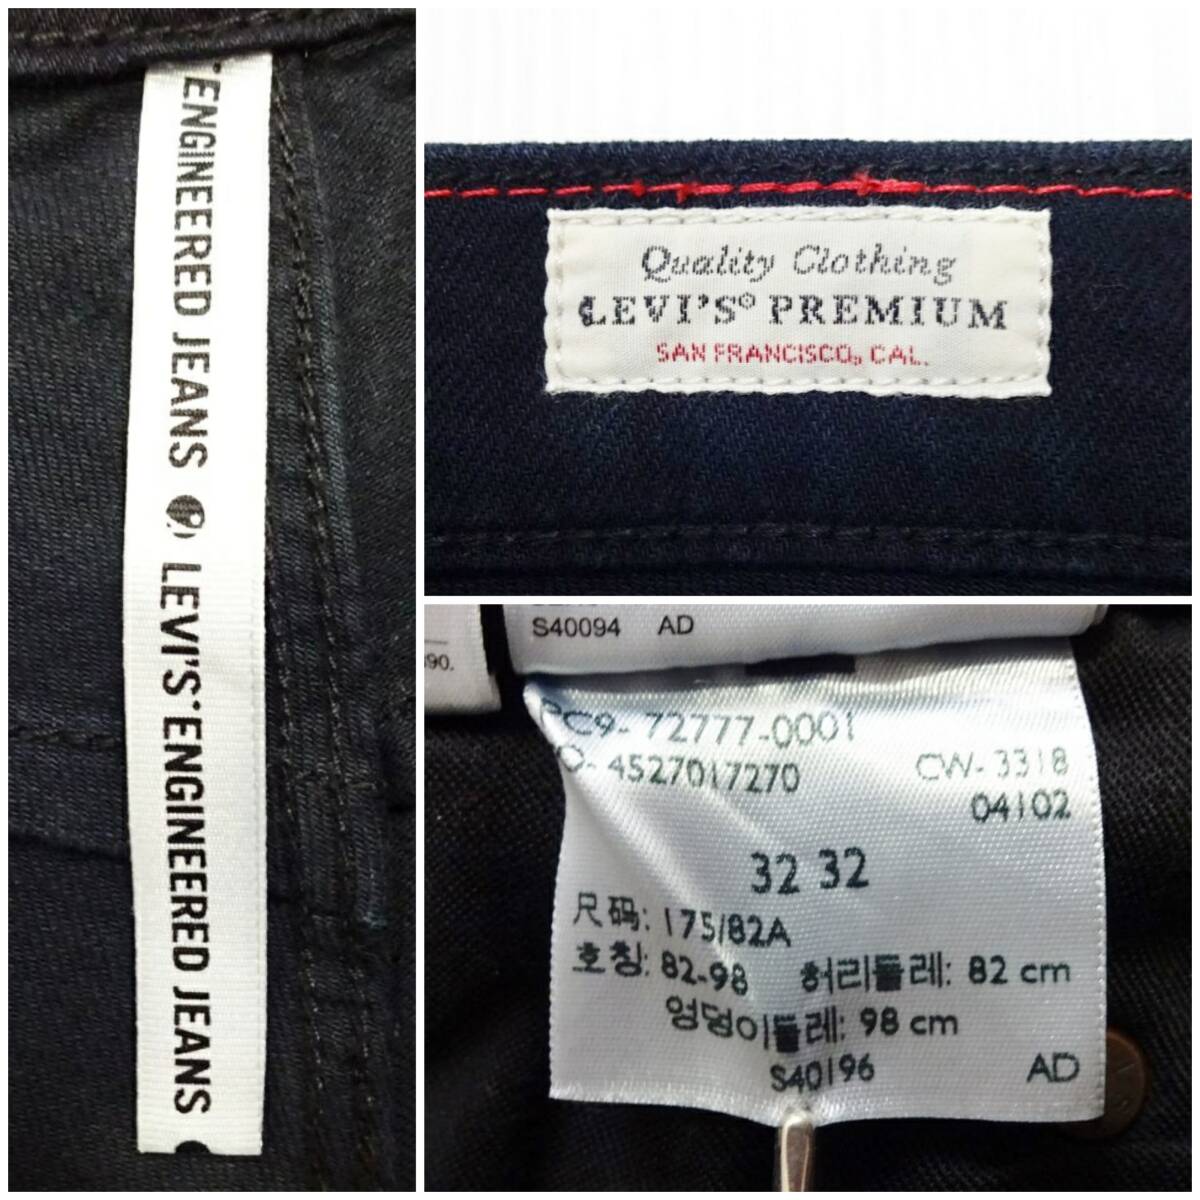 ENGINEERED JEANS LEVI'S ENGINEERED JEANS
Quality Clothing
LEVI'S® PREMIUM
SAN FRANCISCO, CAL.
S40094 AD
390.
PC9-72777-0001
O-4527017270 CW-3318
04102
32 32
尺码: 175/82A
호칭: 82-98 허리둘레: 82 cm
엉덩이둘레: 98 cm
S40196 AD